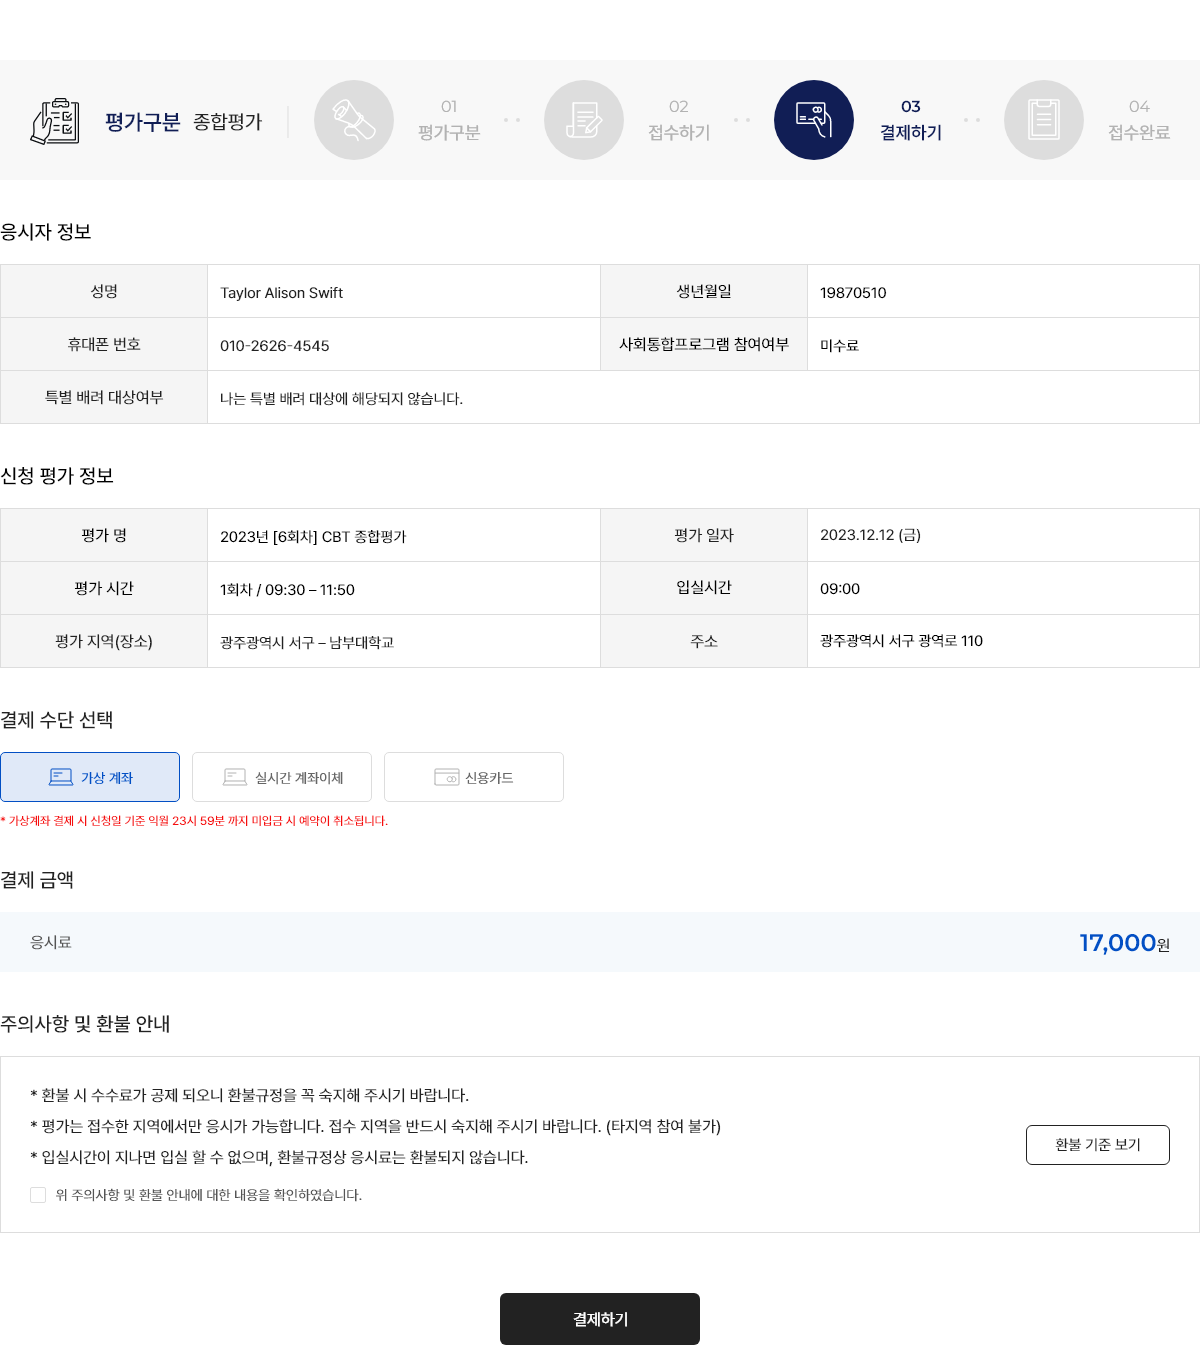 평가구분 종합평가
01
평가구분
02
접수하기
03
결제하기
04
접수완료
응시자 정보
성명 Taylor Alison Swift 생년월일 19870510
휴대폰 번호 010-2626-4545 사회통합프로그램 참여여부 미수료
특별 배려 대상여부 나는 특별 배려 대상에 해당되지 않습니다.
신청 평가 정보
평가 명 2023년 [6회차] CBT 종합평가 평가 일자 2023.12.12 (금)
평가 시간 1회차 / 09:30 – 11:50 입실시간 09:00
평가 지역(장소) 광주광역시 서구 – 남부대학교 주소 광주광역시 서구 광역로 110
결제 수단 선택
가상 계좌 실시간 계좌이체 신용카드
* 가상계좌 결제 시 신청일 기준 익월 23시 59분 까지 미입금 시 예약이 취소됩니다.
결제 금액
응시료 17,000원
주의사항 및 환불 안내
* 환불 시 수수료가 공제 되오니 환불규정을 꼭 숙지해 주시기 바랍니다.
* 평가는 접수한 지역에서만 응시가 가능합니다. 접수 지역을 반드시 숙지해 주시기 바랍니다. (타지역 참여 불가)
* 입실시간이 지나면 입실 할 수 없으며, 환불규정상 응시료는 환불되지 않습니다.
위 주의사항 및 환불 안내에 대한 내용을 확인하였습니다.
환불 기준 보기
결제하기